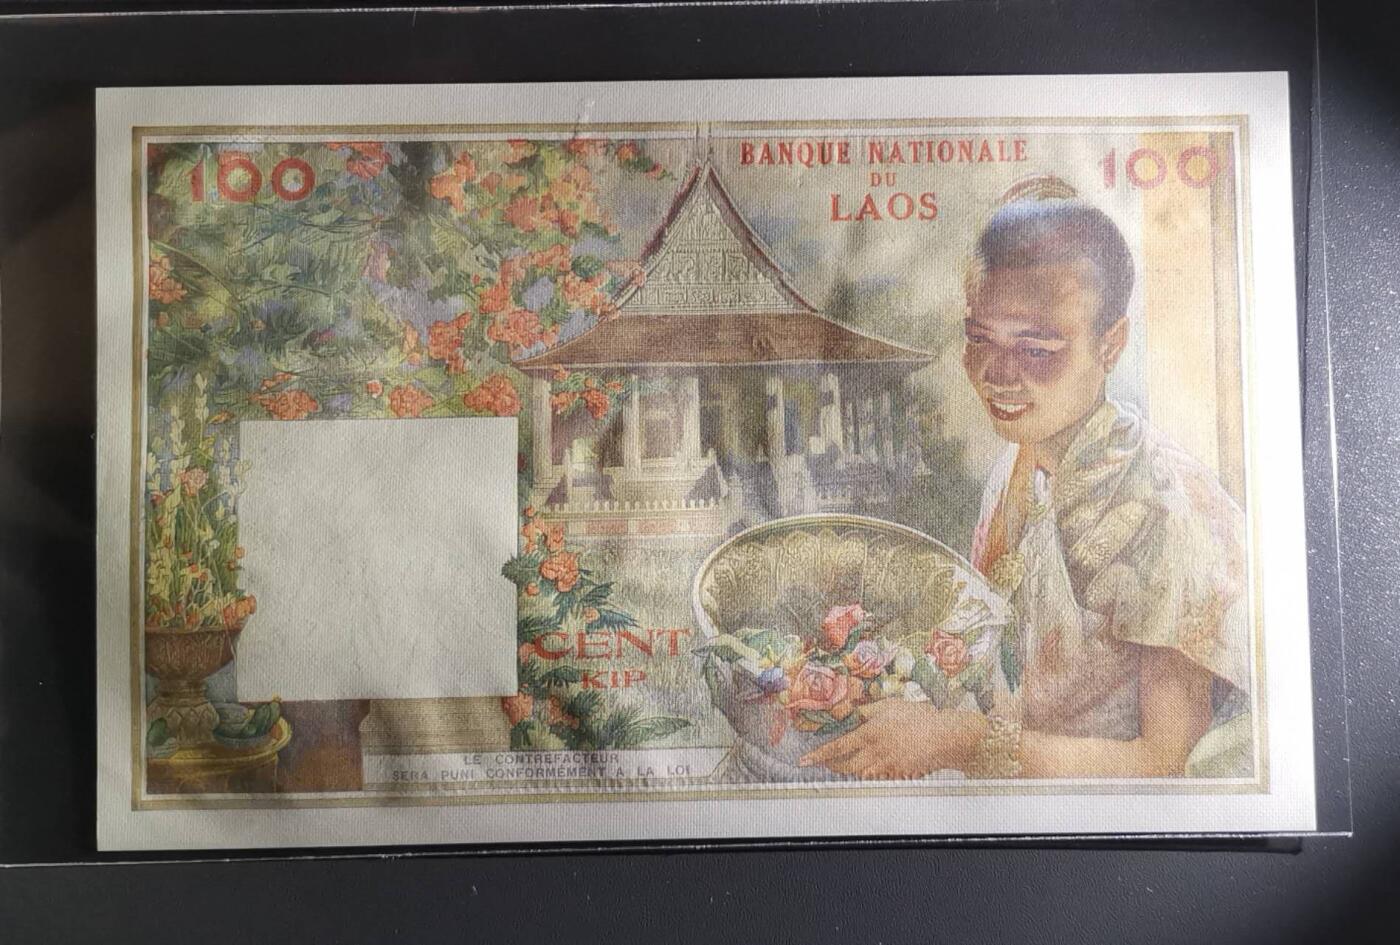 100
BANQUE NATIONALE
DU
LAOS
100
CENT
KIP
LE CONTREFACTEUR
SERA PUNI CONFORMÉMENT A LA LOI